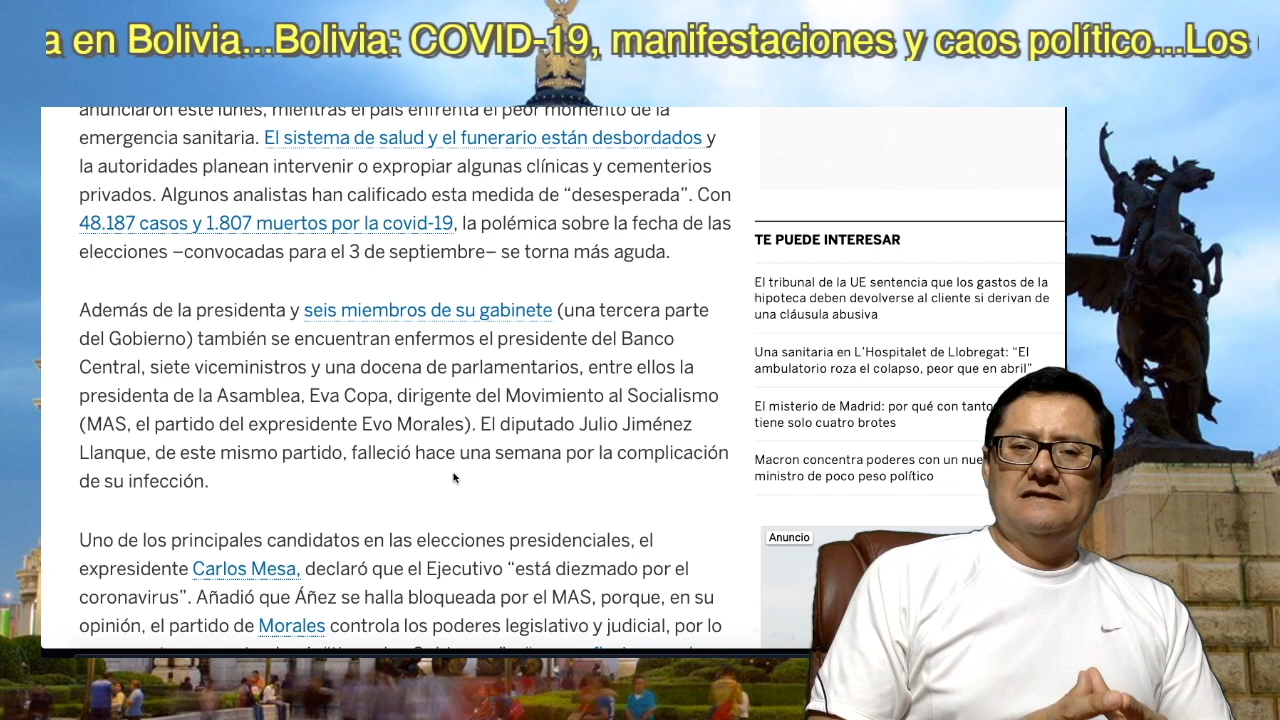 a en Bolivia...Bolivia: COVID-19, manifestaciones y caos político...Los
anunciaron este lunes, mientras el país enfrenta el peor momento de la
emergencia sanitaria. El sistema de salud y el funerario están desbordados y
la autoridades planean intervenir o expropiar algunas clínicas y cementerios
privados. Algunos analistas han calificado esta medida de “desesperada”. Con
48.187 casos y 1.807 muertos por la covid-19, la polémica sobre la fecha de las
elecciones –convocadas para el 3 de septiembre– se torna más aguda.
Además de la presidenta y seis miembros de su gabinete (una tercera parte
del Gobierno) también se encuentran enfermos el presidente del Banco
Central, siete viceministros y una docena de parlamentarios, entre ellos la
presidenta de la Asamblea, Eva Copa, dirigente del Movimiento al Socialismo
(MAS, el partido del expresidente Evo Morales). El diputado Julio Jiménez
Llanque, de este mismo partido, falleció hace una semana por la complicación
de su infección.
Uno de los principales candidatos en las elecciones presidenciales, el
expresidente Carlos Mesa, declaró que el Ejecutivo “está diezmado por el
coronavirus”. Añadió que Áñez se halla bloqueada por el MAS, porque, en su
opinión, el partido de Morales controla los poderes legislativo y judicial, por lo
TE PUEDE INTERESAR
El tribunal de la UE sentencia que los gastos de la
hipoteca deben devolverse al cliente si derivan de
una cláusula abusiva
Una sanitaria en L’Hospitalet de Llobregat: “El
ambulatorio roza el colapso, peor que en abril”
El misterio de Madrid: por qué con tanto
tiene solo cuatro brotes
Macron concentra poderes con un nue
ministro de poco peso político
Anuncio